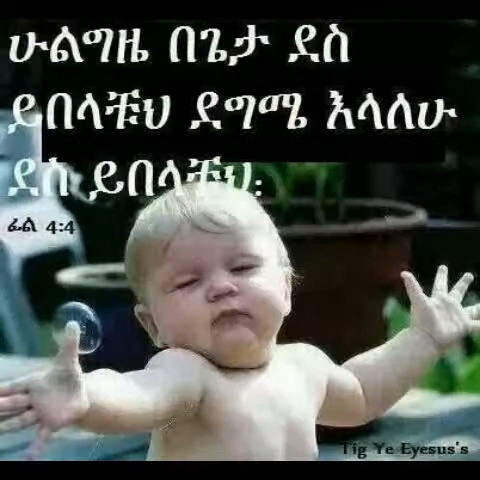 ሁልግዜ በጌታ ደስ
ይበላቹህ ደግሜ እላለሁ
ደስ ይበላቹህ:
ፊል 4:4
Tig Ye Eyesus's